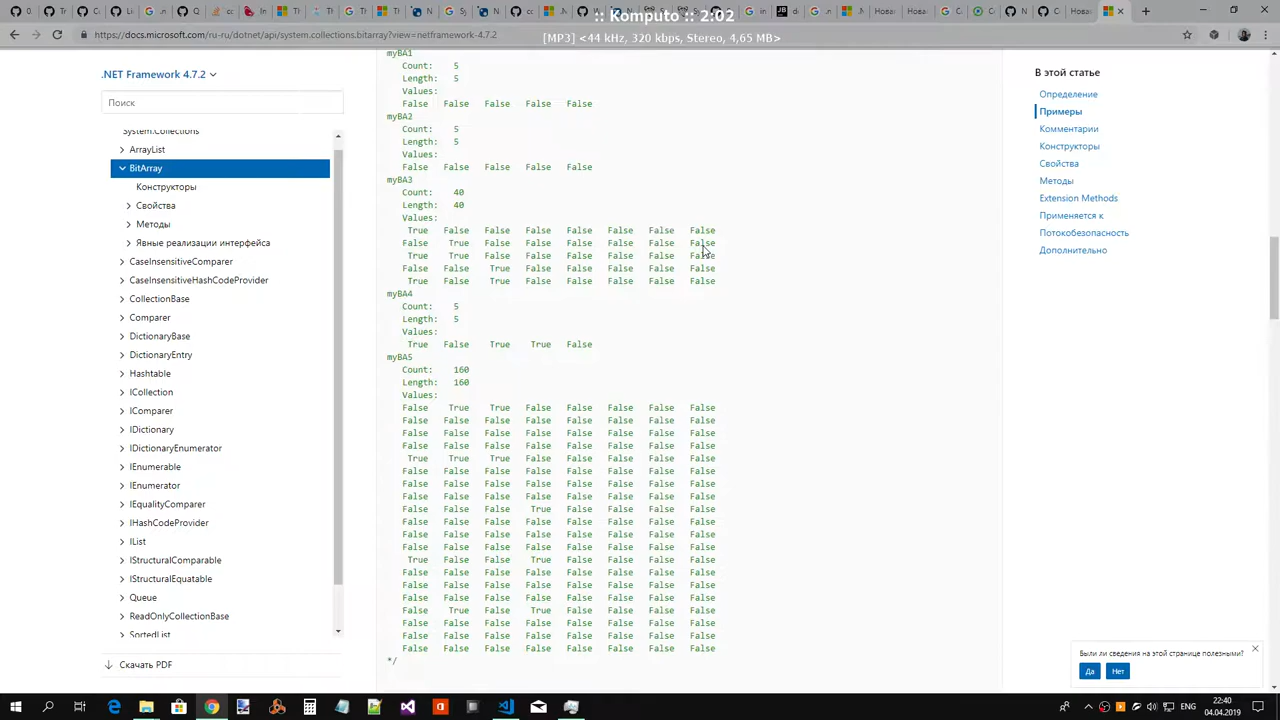 :: Komputo :: 2:02
[MP3] <44 kHz, 320 kbps, Stereo, 4,65 MB>
https://docs.microsoft.com/ru-ru/dotnet/api/system.collections.bitarray?view=netframework-4.7.2
.NET Framework 4.7.2
Поиск
System.Collections
ArrayList
BitArray
Конструкторы
Свойства
Методы
Явные реализации интерфейса
CaseInsensitiveComparer
CaseInsensitiveHashCodeProvider
CollectionBase
Comparer
DictionaryBase
DictionaryEntry
Hashtable
ICollection
IComparer
IDictionary
IDictionaryEnumerator
IEnumerable
IEnumerator
IEqualityComparer
IHashCodeProvider
IList
IStructuralComparable
IStructuralEquatable
Queue
ReadOnlyCollectionBase
SortedList
Скачать PDF
myBA1
Count: 5
Length: 5
Values:
False False False False False
myBA2
Count: 5
Length: 5
Values:
False False False False False
myBA3
Count: 40
Length: 40
Values:
True False False False False False False False
False True False False False False False False
True True False False False False False False
False False True False False False False False
True False True False False False False False
myBA4
Count: 5
Length: 5
Values:
True False True True False
myBA5
Count: 160
Length: 160
Values:
False True True False False False False False
False False False False False False False False
False False False False False False False False
False False False False False False False False
True True True False False False False False
False False False False False False False False
False False False False False False False False
False False False False False False False False
False False False True False False False False
False False False False False False False False
False False False False False False False False
False False False False False False False False
True False False True False False False False
False False False False False False False False
False False False False False False False False
False False False False False False False False
False True False True False False False False
False False False False False False False False
False False False False False False False False
False False False False False False False False
*/
В этой статье
Определение
Примеры
Комментарии
Конструкторы
Свойства
Методы
Extension Methods
Применяется к
Потокобезопасность
Дополнительно
Были ли сведения на этой странице полезными?
Да Нет
ENG
22:40
04.04.2019